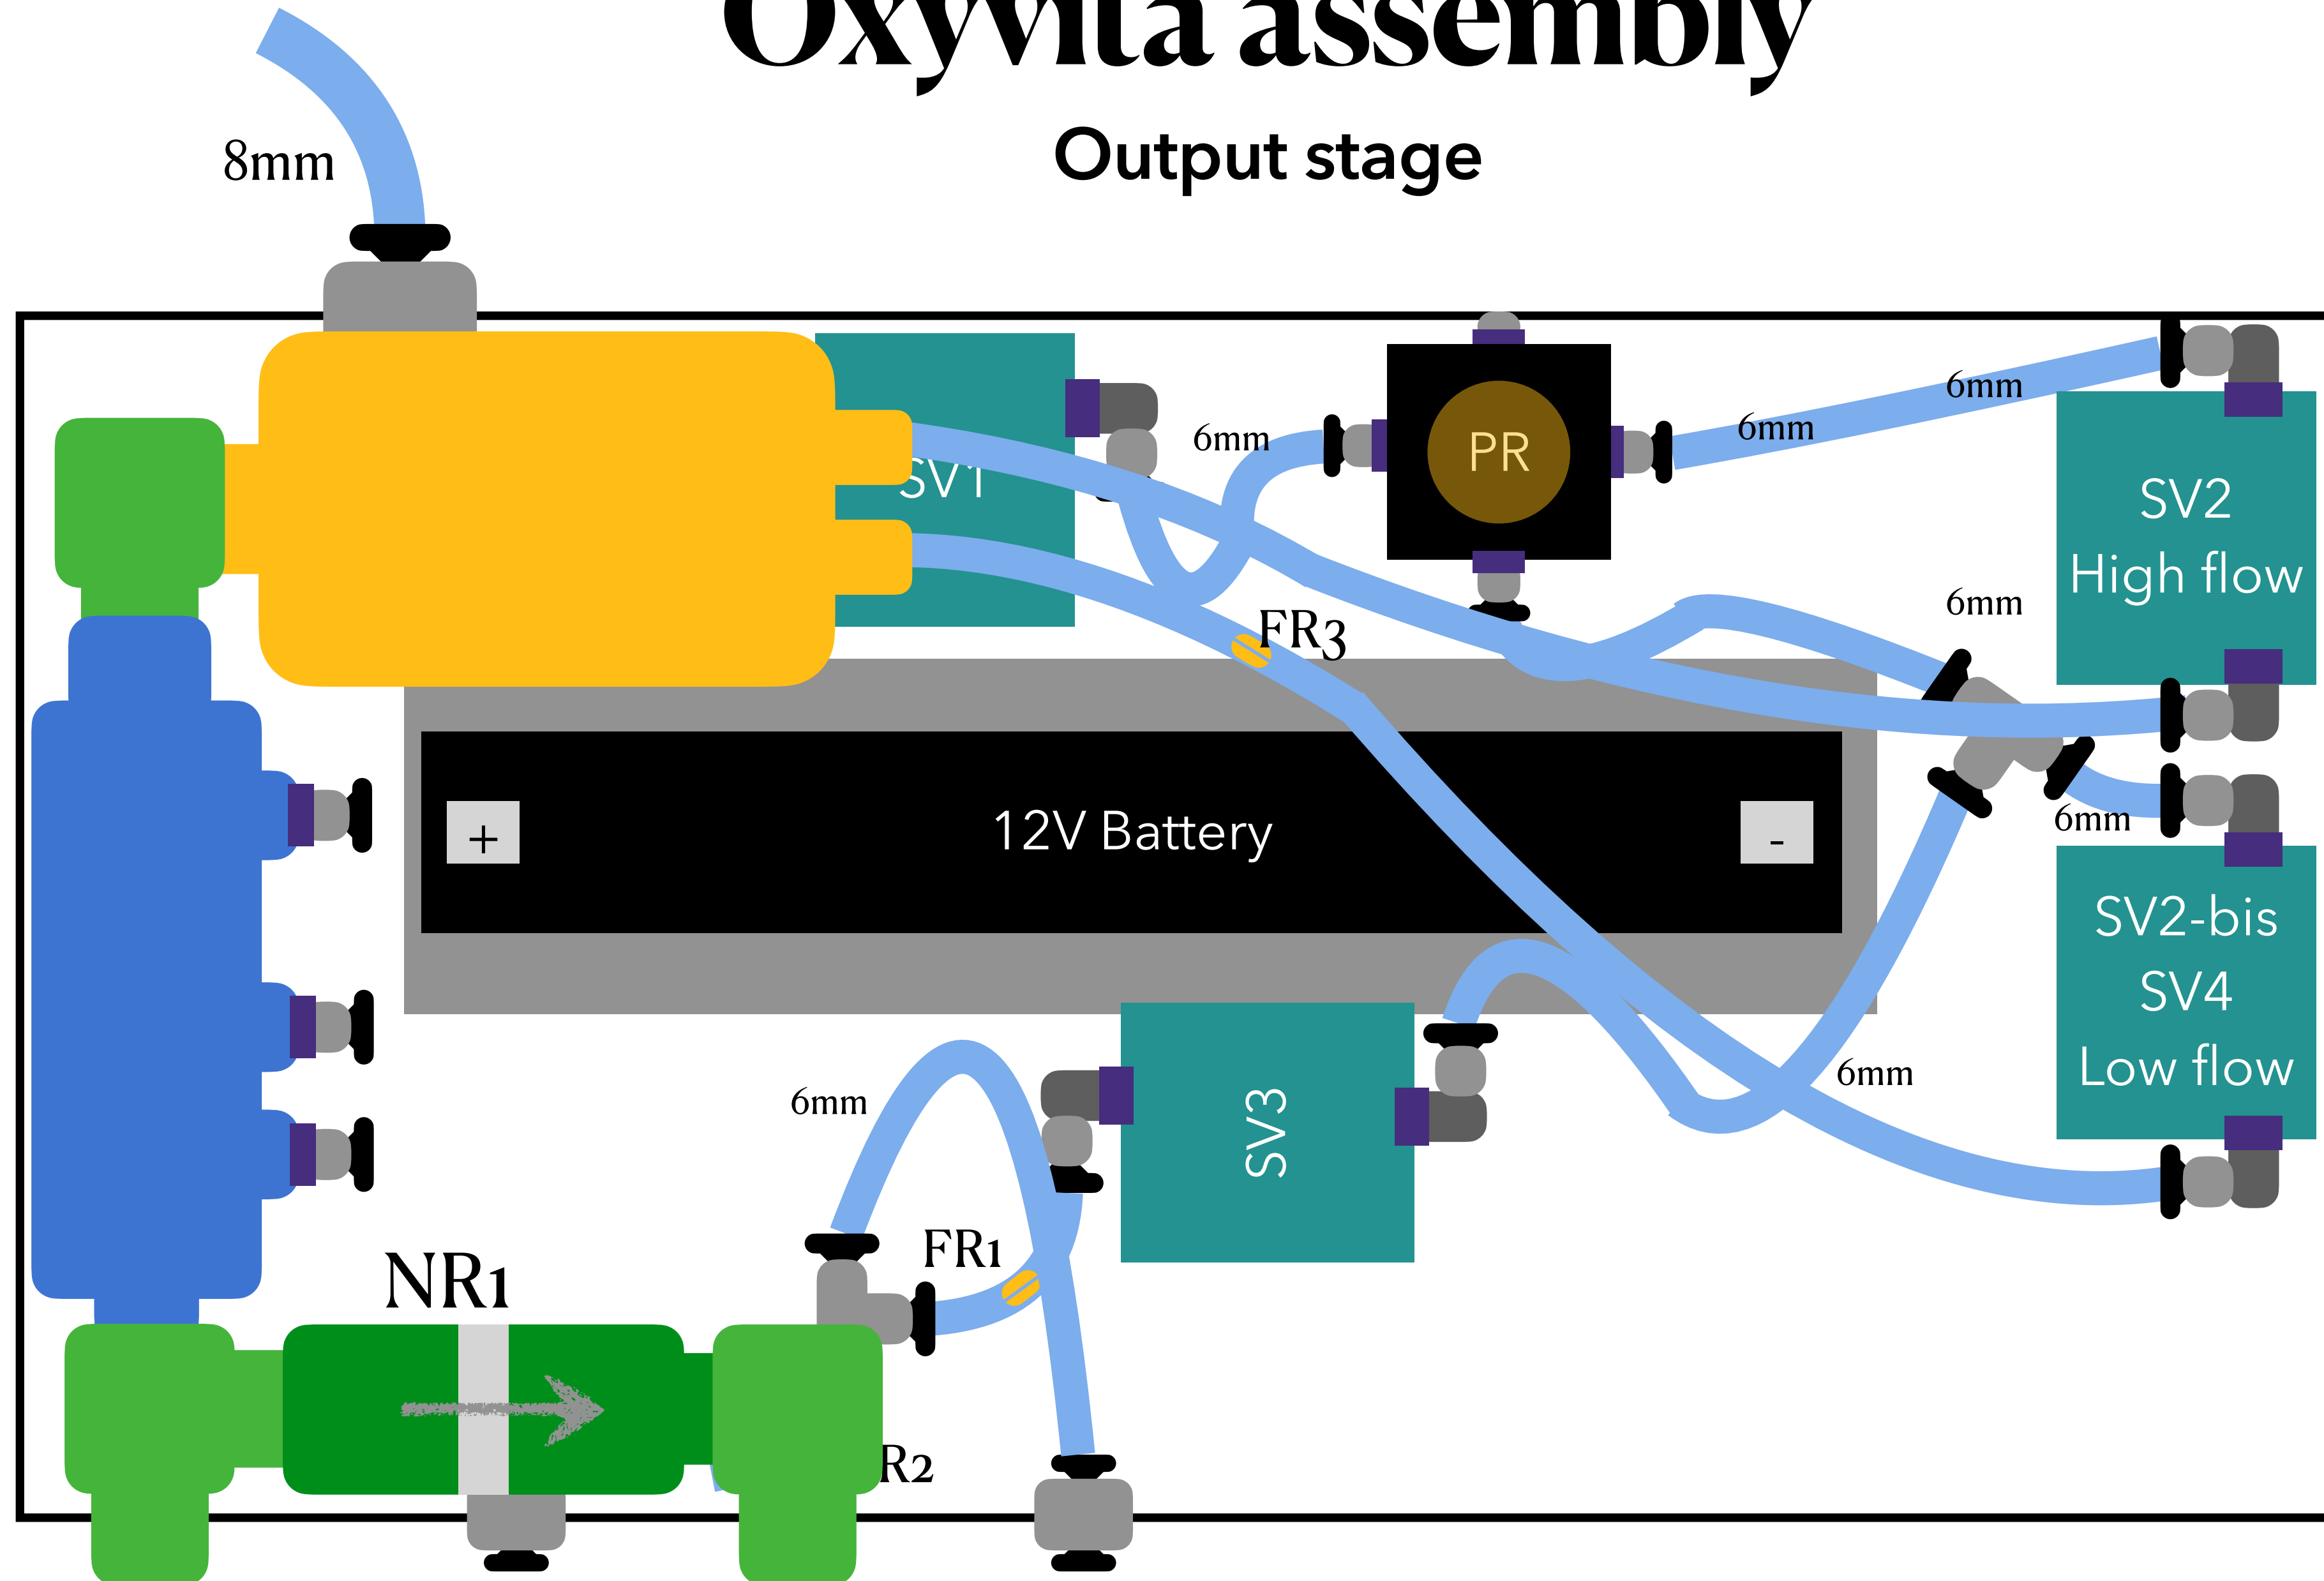 Oxyvita assembly
Output stage
8mm
6mm
6mm
6mm
PR
SV1
SV2
High flow
6mm
FR3
12V Battery
+
-
6mm
SV2-bis
SV4
Low flow
6mm
6mm
SV3
FR1
NR1
R2